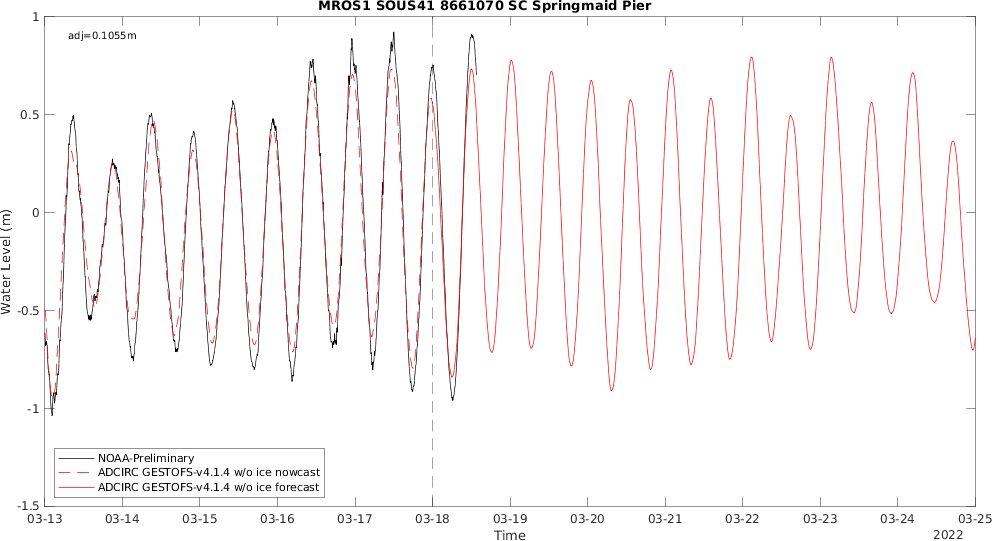 MROS1 SOUS41 8661070 SC Springmaid Pier
adj=0.1055m
1
0.5
0
-0.5
-1
-1.5
Water Level (m)
NOAA-Preliminary
ADCIRC GESTOFS-v4.1.4 w/o ice nowcast
ADCIRC GESTOFS-v4.1.4 w/o ice forecast
03-13 03-14 03-15 03-16 03-17 03-18 03-19 03-20 03-21 03-22 03-23 03-24 03-25
Time
2022